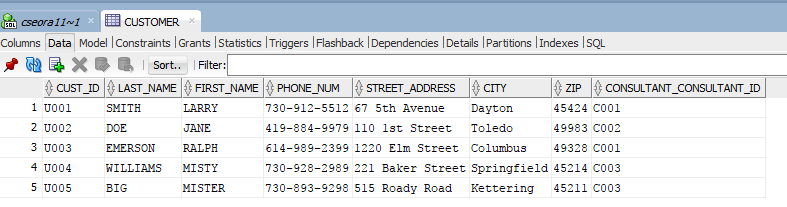 cseora11~1 CUSTOMER
Columns Data Model Constraints Grants Statistics Triggers Flashback Dependencies Details Partitions Indexes SQL
Sort.. Filter:
CUST_ID LAST_NAME FIRST_NAME PHONE_NUM STREET_ADDRESS CITY ZIP CONSULTANT_CONSULTANT_ID
1 U001 SMITH LARRY 730-912-5512 67 5th Avenue Dayton 45424 C001
2 U002 DOE JANE 419-884-9979 110 1st Street Toledo 49983 C002
3 U003 EMERSON RALPH 614-989-2399 1220 Elm Street Columbus 49328 C001
4 U004 WILLIAMS MISTY 730-928-2989 221 Baker Street Springfield 45214 C003
5 U005 BIG MISTER 730-893-9298 515 Roady Road Kettering 45211 C003